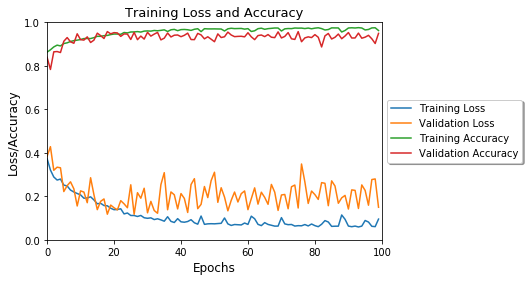 Training Loss and Accuracy
1.0
0.8
0.6
0.4
0.2
0.0
Loss/Accuracy
0 20 40 60 80 100
Epochs
Training Loss
Validation Loss
Training Accuracy
Validation Accuracy